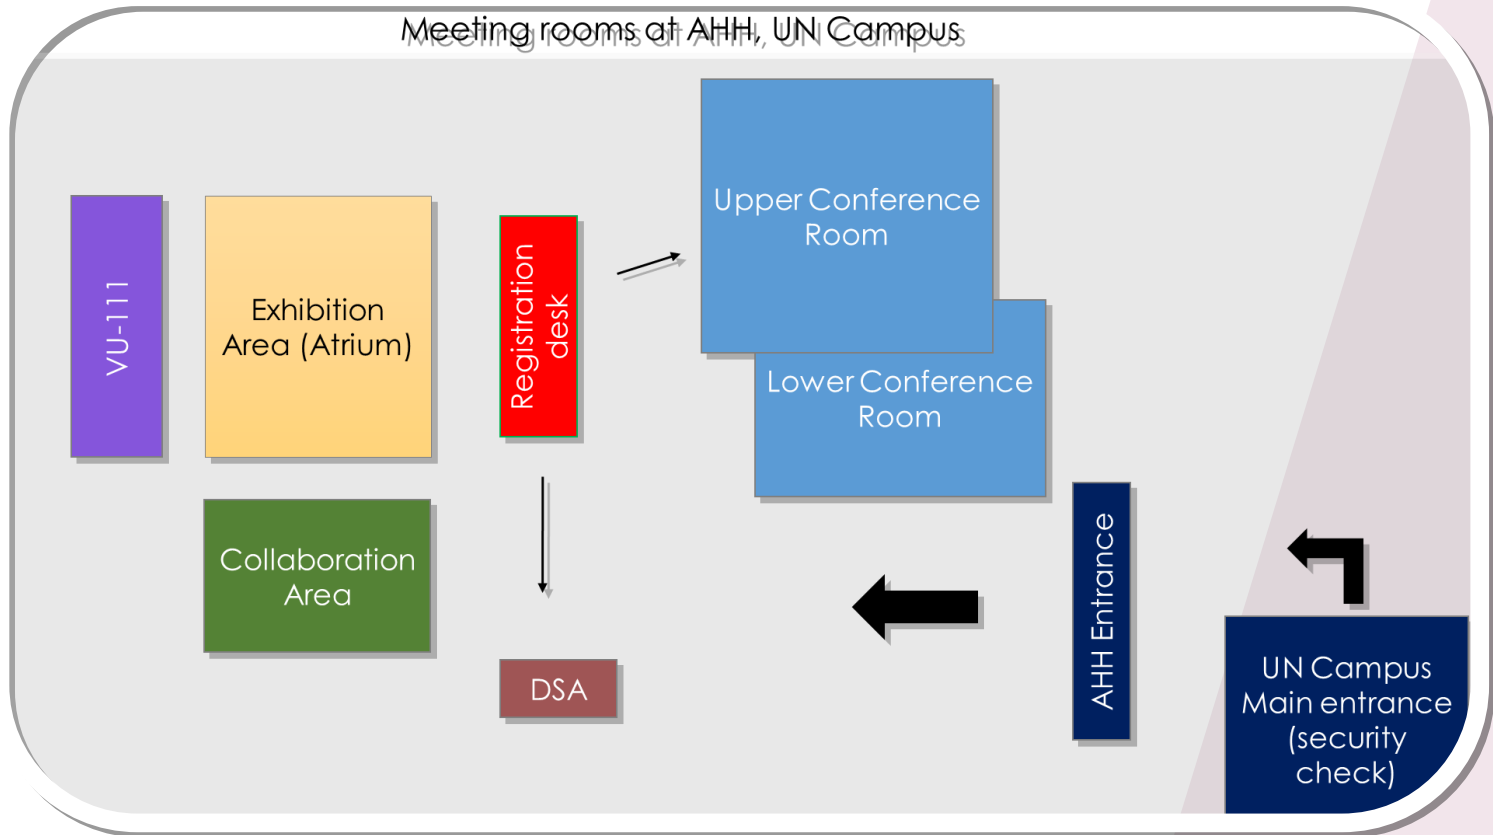 Meeting rooms at AHH, UN Campus
Upper Conference
Room
Lower Conference
Room
VU-111
Exhibition
Area (Atrium)
Registration
desk
Collaboration
Area
DSA
AHH Entrance
UN Campus
Main entrance
(security
check)